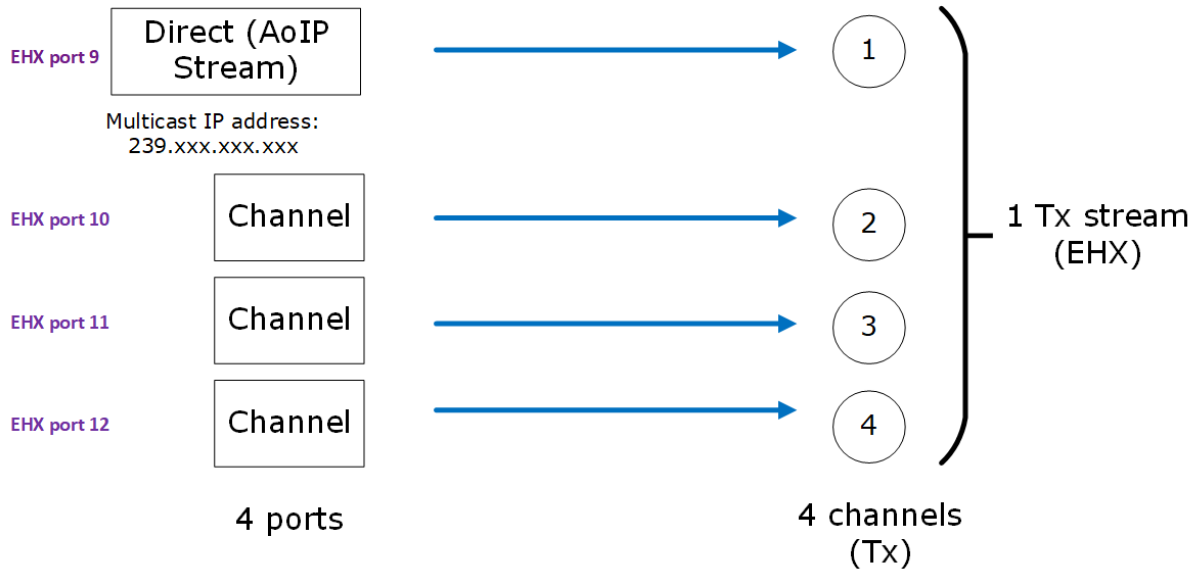 EHX port 9
Direct (AoIP
Stream)
1
Multicast IP address:
239.xxx.xxx.xxx
EHX port 10
Channel
2
1 Tx stream
(EHX)
EHX port 11
Channel
3
EHX port 12
Channel
4
4 ports
4 channels
(Tx)